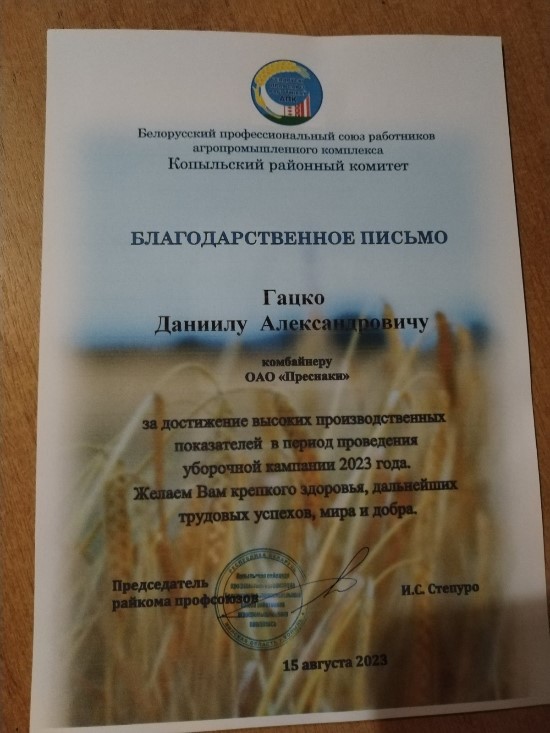 Белорусский профессиональный союз работников
агропромышленного комплекса
Копыльский районный комитет
БЛАГОДАРСТВЕННОЕ ПИСЬМО
Гацко
Даниилу Александровичу
комбайнеру
ОАО «Преснаки»
за достижение высоких производственных
показателей в период проведения
уборочной кампании 2023 года.
Желаем Вам крепкого здоровья, дальнейших
трудовых успехов, мира и добра.
Председатель
райкома профсоюзов
И.С. Степуро
15 августа 2023